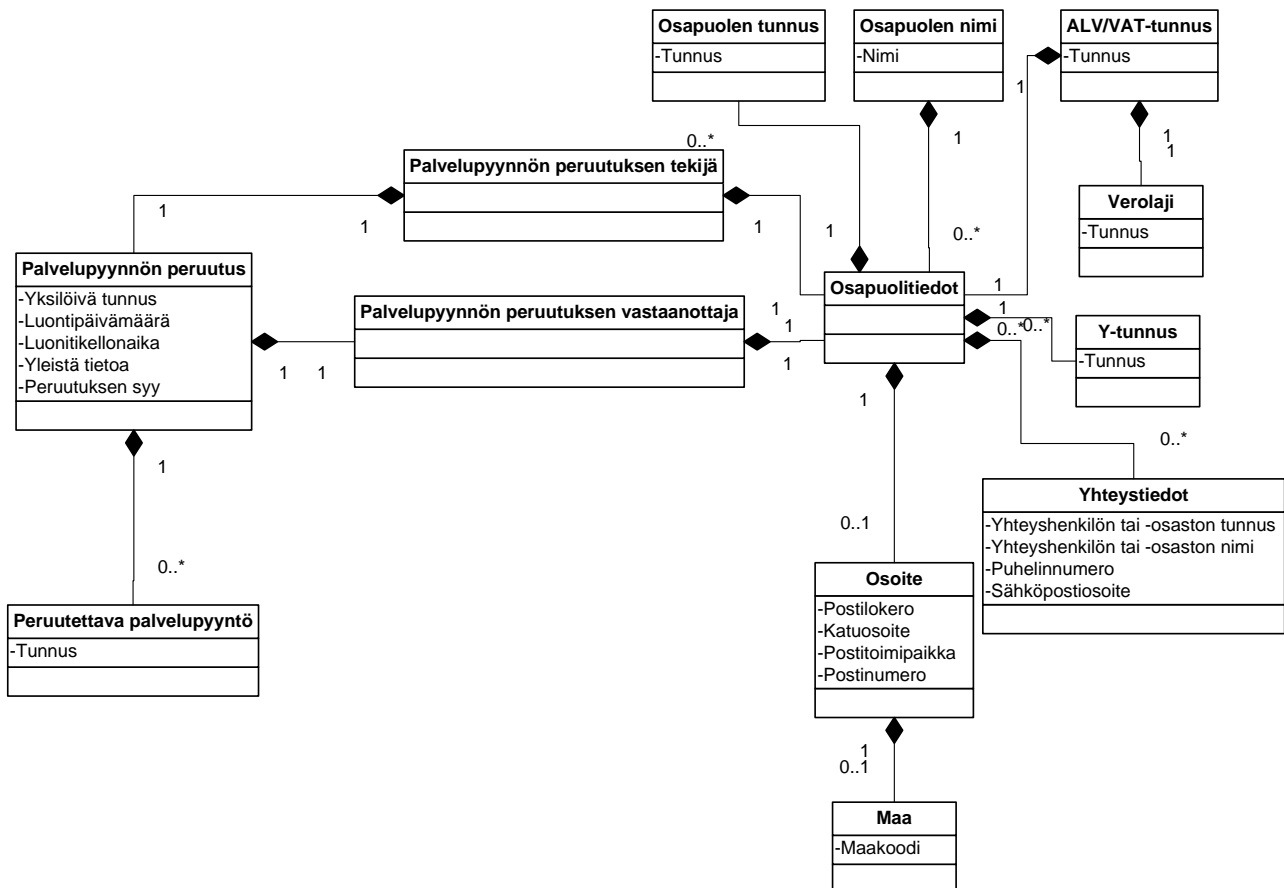 Osapuolen tunnus
-Tunnus
Osapuolen nimi
-Nimi
ALV/VAT-tunnus
-Tunnus
1
1
0..*
1
1
Palvelupyynnön peruutuksen tekijä
Verolaji
-Tunnus
1
1
1
1
0..*
Palvelupyynnön peruutus
-Yksilöivä tunnus
-Luontipäivämäärä
-Luonitikellonaika
-Yleistä tietoa
-Peruutuksen syy
Osapuolitiedot
1
Palvelupyynnön peruutuksen vastaanottaja
1
1
1
0..*
0..*
Y-tunnus
-Tunnus
1
1
1
1
1
0..*
Yhteystiedot
-Yhteyshenkilön tai -osaston tunnus
-Yhteyshenkilön tai -osaston nimi
-Puhelinnumero
-Sähköpostiosoite
0..1
0..*
Peruutettava palvelupyyntö
-Tunnus
Osoite
-Postilokero
-Katuosoite
-Postitoimipaikka
-Postinumero
1
0..1
Maa
-Maakoodi